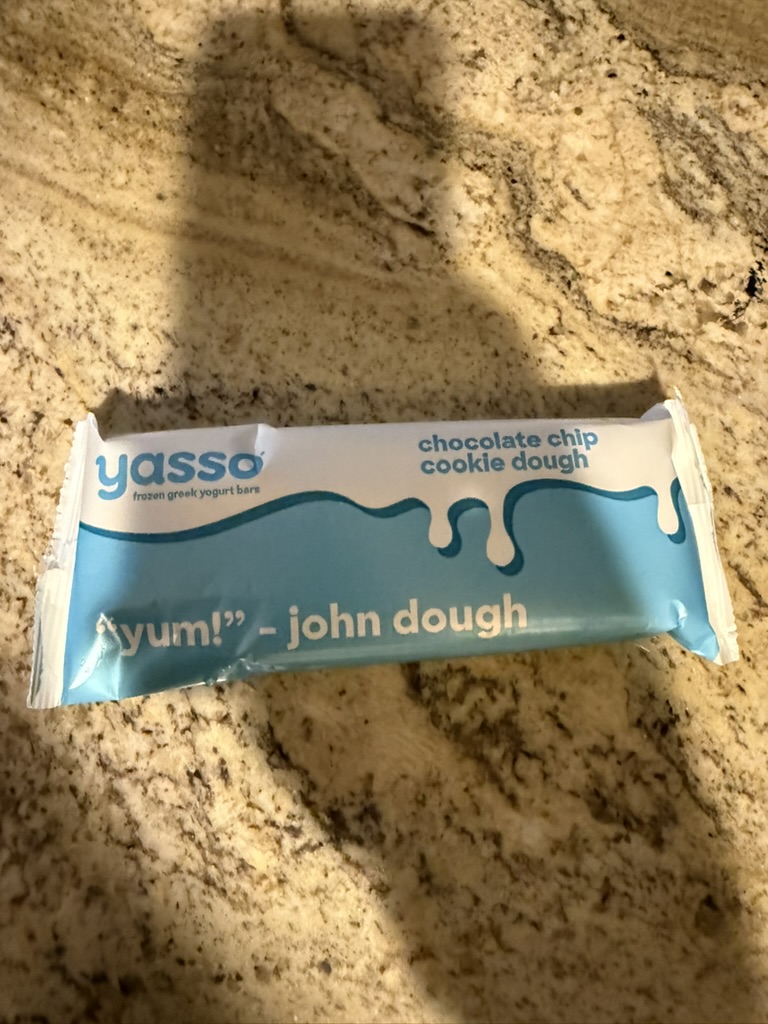 yasso
frozen greek yogurt bars
chocolate chip
cookie dough
“yum!” - john dough